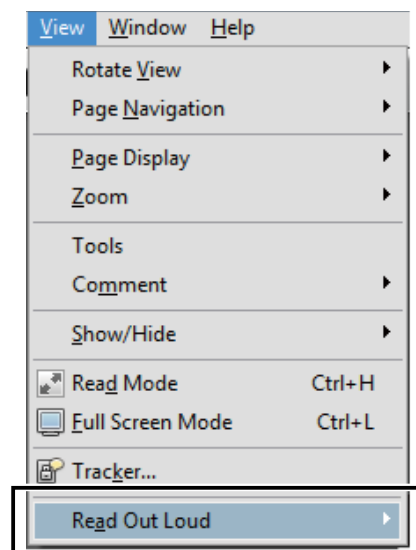 View Window Help
Rotate View
Page Navigation
Page Display
Zoom
Tools
Comment
Show/Hide
Read Mode Ctrl+H
Full Screen Mode Ctrl+L
Tracker...
Read Out Loud